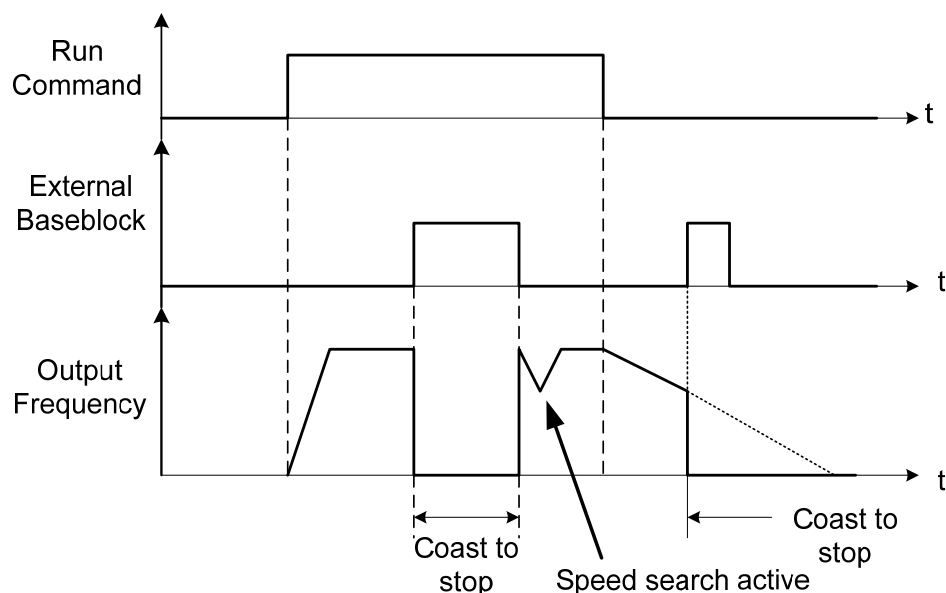 Run
Command
t
External
Baseblock
t
Output
Frequency
t
Coast to
stop
Speed search active
Coast to
stop